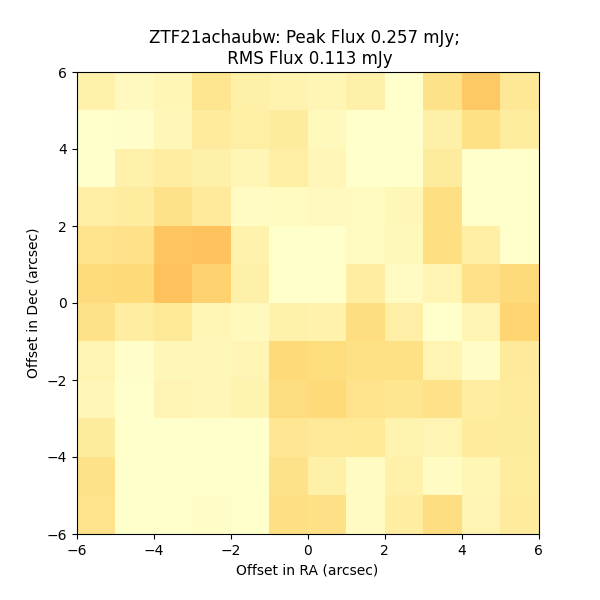 ZTF21achaubw: Peak Flux 0.257 mJy;
RMS Flux 0.113 mJy
6
4
2
0
−2
−4
−6
Offset in Dec (arcsec)
−6 −4 −2 0 2 4 6
Offset in RA (arcsec)